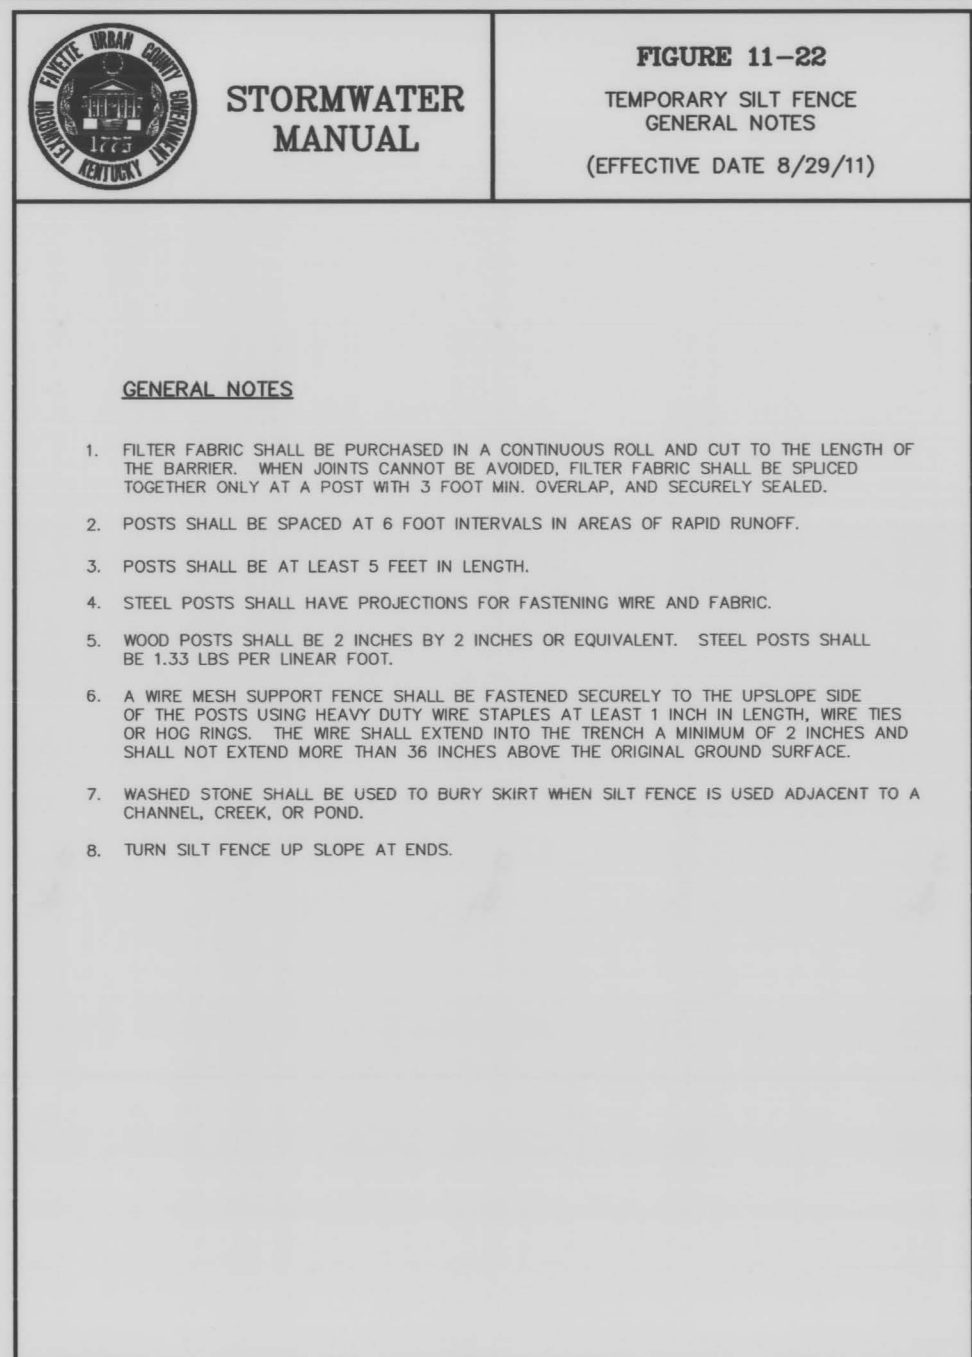 LEXINGTON FAYETTE URBAN COUNTY GOVERNMENT
1775
KENTUCKY
STORMWATER
MANUAL
FIGURE 11-22
TEMPORARY SILT FENCE
GENERAL NOTES
(EFFECTIVE DATE 8/29/11)
GENERAL NOTES
1. FILTER FABRIC SHALL BE PURCHASED IN A CONTINUOUS ROLL AND CUT TO THE LENGTH OF
THE BARRIER. WHEN JOINTS CANNOT BE AVOIDED, FILTER FABRIC SHALL BE SPLICED
TOGETHER ONLY AT A POST WITH 3 FOOT MIN. OVERLAP, AND SECURELY SEALED.
2. POSTS SHALL BE SPACED AT 6 FOOT INTERVALS IN AREAS OF RAPID RUNOFF.
3. POSTS SHALL BE AT LEAST 5 FEET IN LENGTH.
4. STEEL POSTS SHALL HAVE PROJECTIONS FOR FASTENING WIRE AND FABRIC.
5. WOOD POSTS SHALL BE 2 INCHES BY 2 INCHES OR EQUIVALENT. STEEL POSTS SHALL
BE 1.33 LBS PER LINEAR FOOT.
6. A WIRE MESH SUPPORT FENCE SHALL BE FASTENED SECURELY TO THE UPSLOPE SIDE
OF THE POSTS USING HEAVY DUTY WIRE STAPLES AT LEAST 1 INCH IN LENGTH, WIRE TIES
OR HOG RINGS. THE WIRE SHALL EXTEND INTO THE TRENCH A MINIMUM OF 2 INCHES AND
SHALL NOT EXTEND MORE THAN 36 INCHES ABOVE THE ORIGINAL GROUND SURFACE.
7. WASHED STONE SHALL BE USED TO BURY SKIRT WHEN SILT FENCE IS USED ADJACENT TO A
CHANNEL, CREEK, OR POND.
8. TURN SILT FENCE UP SLOPE AT ENDS.